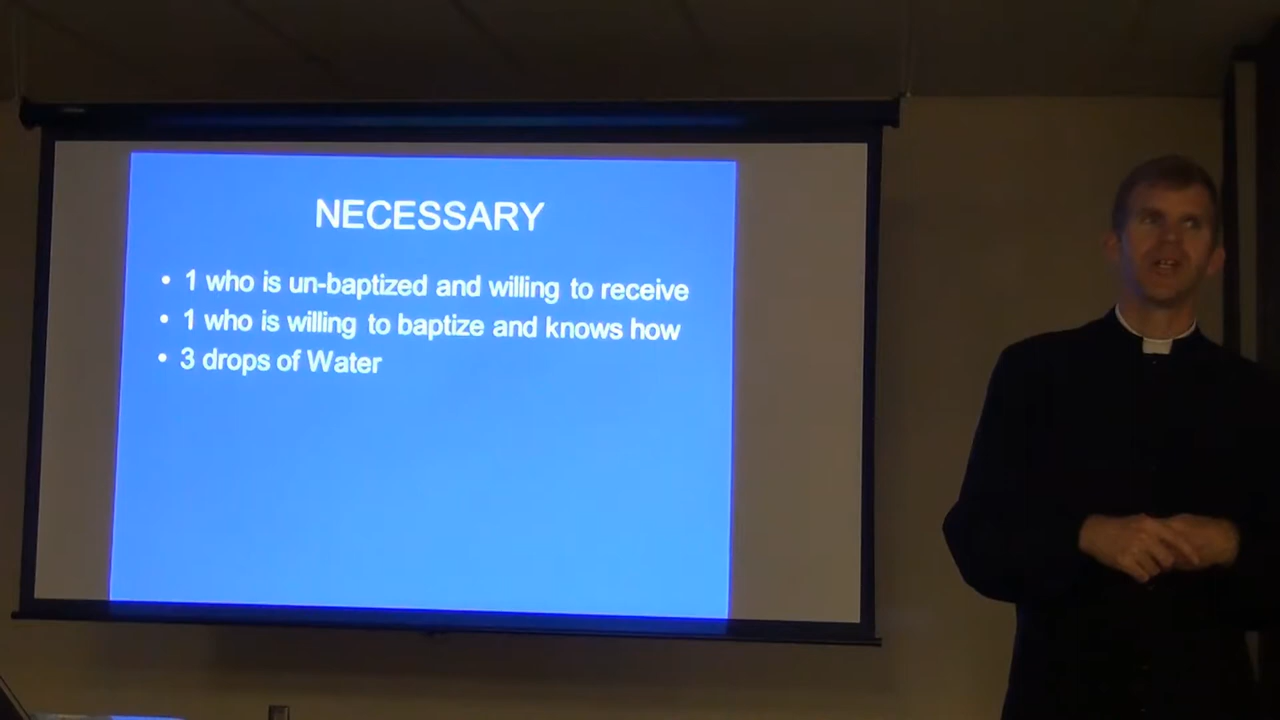 NECESSARY
• 1 who is un-baptized and willing to receive
• 1 who is willing to baptize and knows how
• 3 drops of Water